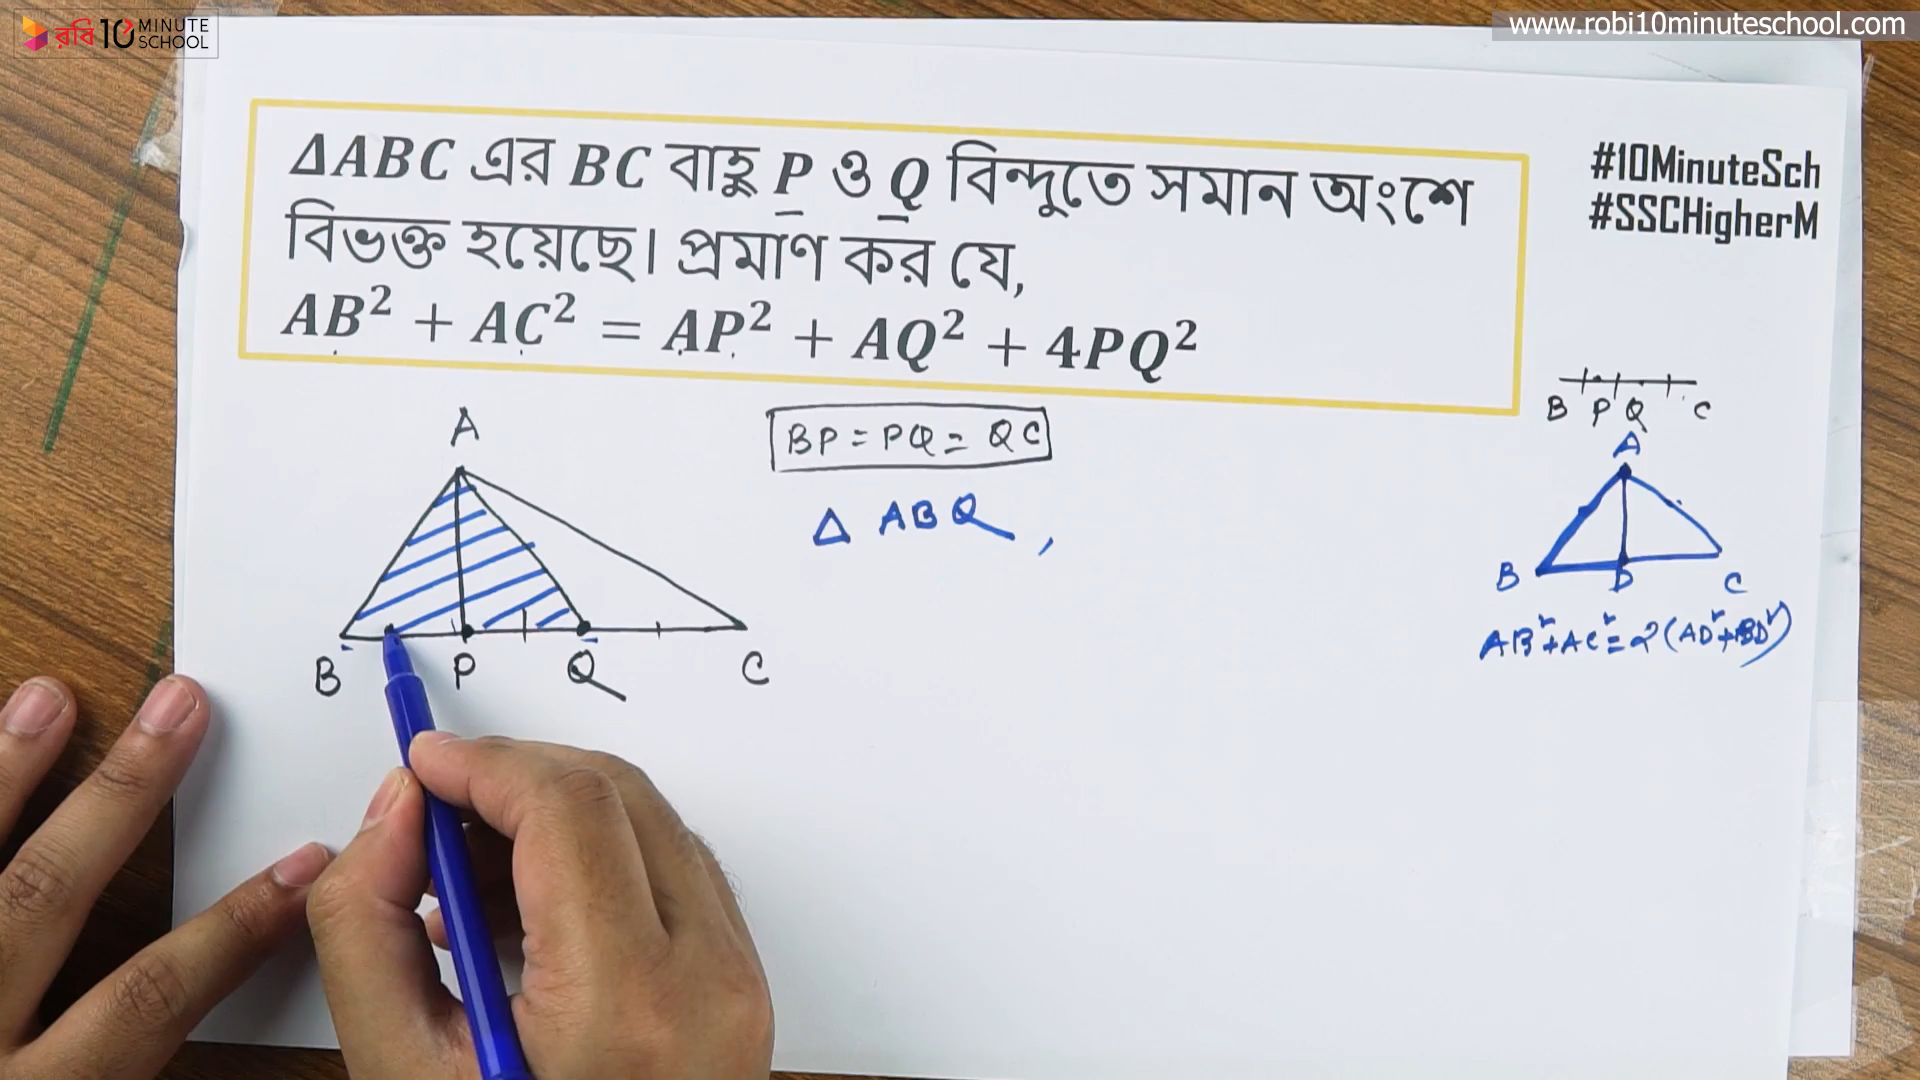 রবি 10 MINUTE SCHOOL
www.robi10minuteschool.com
ΔABC এর BC বাহু P ও Q বিন্দুতে সমান অংশে
বিভক্ত হয়েছে। প্রমাণ কর যে,
AB² + AC² = AP² + AQ² + 4PQ²
#10MinuteSch
#SSCHigherM
B P Q C
A
BP = PQ = QC
Δ ABQ,
B P Q C
A
B D C
AB² + AC² = 2(AD² + BD²)